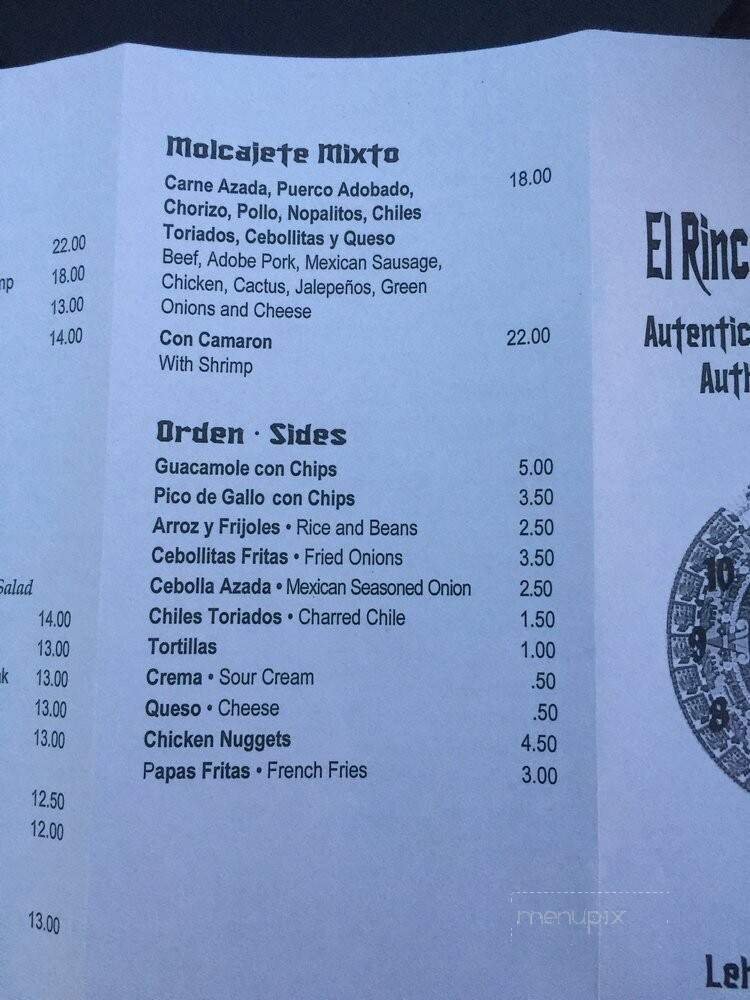 22.00
18.00
13.00
14.00
Salad
14.00
13.00
13.00
13.00
13.00
12.50
12.00
13.00
Molcajete Mixto
Carne Azada, Puerco Adobado, 18.00
Chorizo, Pollo, Nopalitos, Chiles
Toriados, Cebollitas y Queso
Beef, Adobe Pork, Mexican Sausage,
Chicken, Cactus, Jalepeños, Green
Onions and Cheese
Con Camaron 22.00
With Shrimp
Orden · Sides
Guacamole con Chips 5.00
Pico de Gallo con Chips 3.50
Arroz y Frijoles • Rice and Beans 2.50
Cebollitas Fritas • Fried Onions 3.50
Cebolla Azada • Mexican Seasoned Onion 2.50
Chiles Toriados • Charred Chile 1.50
Tortillas 1.00
Crema • Sour Cream .50
Queso • Cheese .50
Chicken Nuggets 4.50
Papas Fritas • French Fries 3.00
menupix
El Rinc
Autentic
Auth
10
9
8
Leh